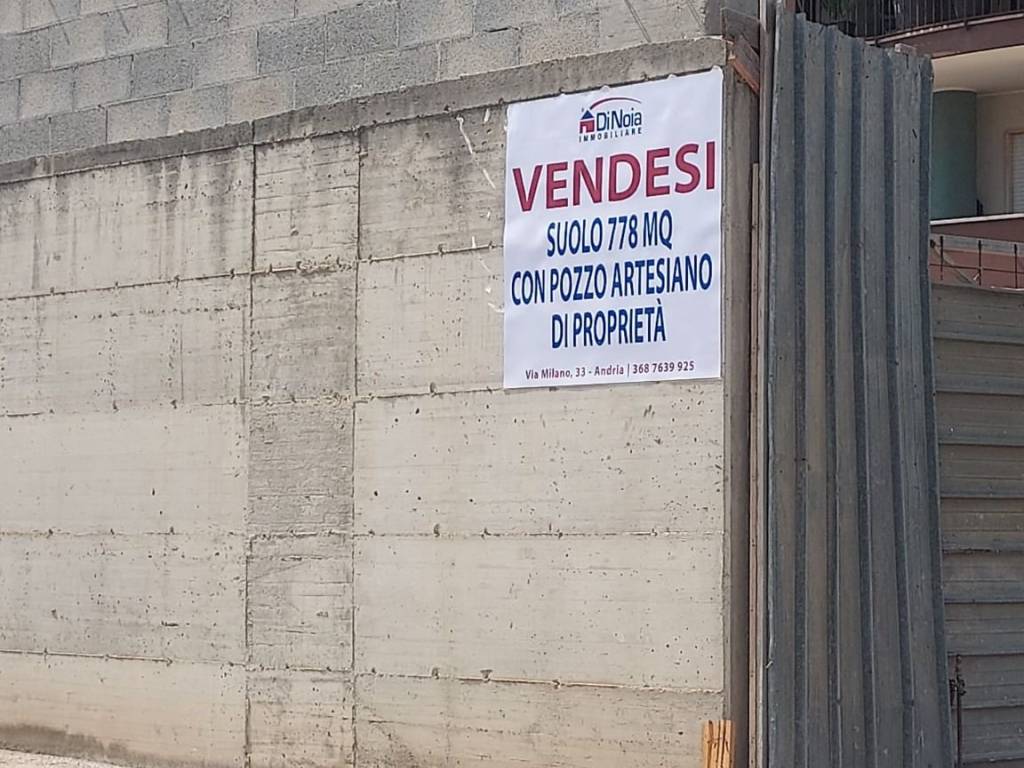 DiNoia
IMMOBILIARE
VENDESI
SUOLO 778 MQ
CON POZZO ARTESIANO
DI PROPRIETÀ
Via Milano, 33 - Andria | 368 7639 925